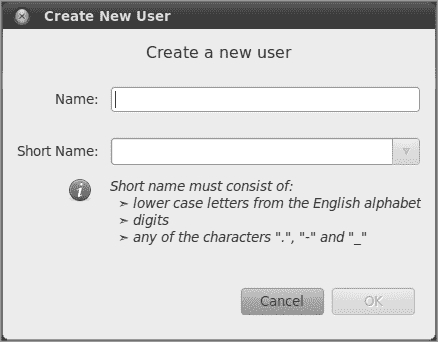 Create New User
Create a new user
Name:
Short Name:
Short name must consist of:
➣ lower case letters from the English alphabet
➣ digits
➣ any of the characters ".", "-" and "_"
Cancel
OK